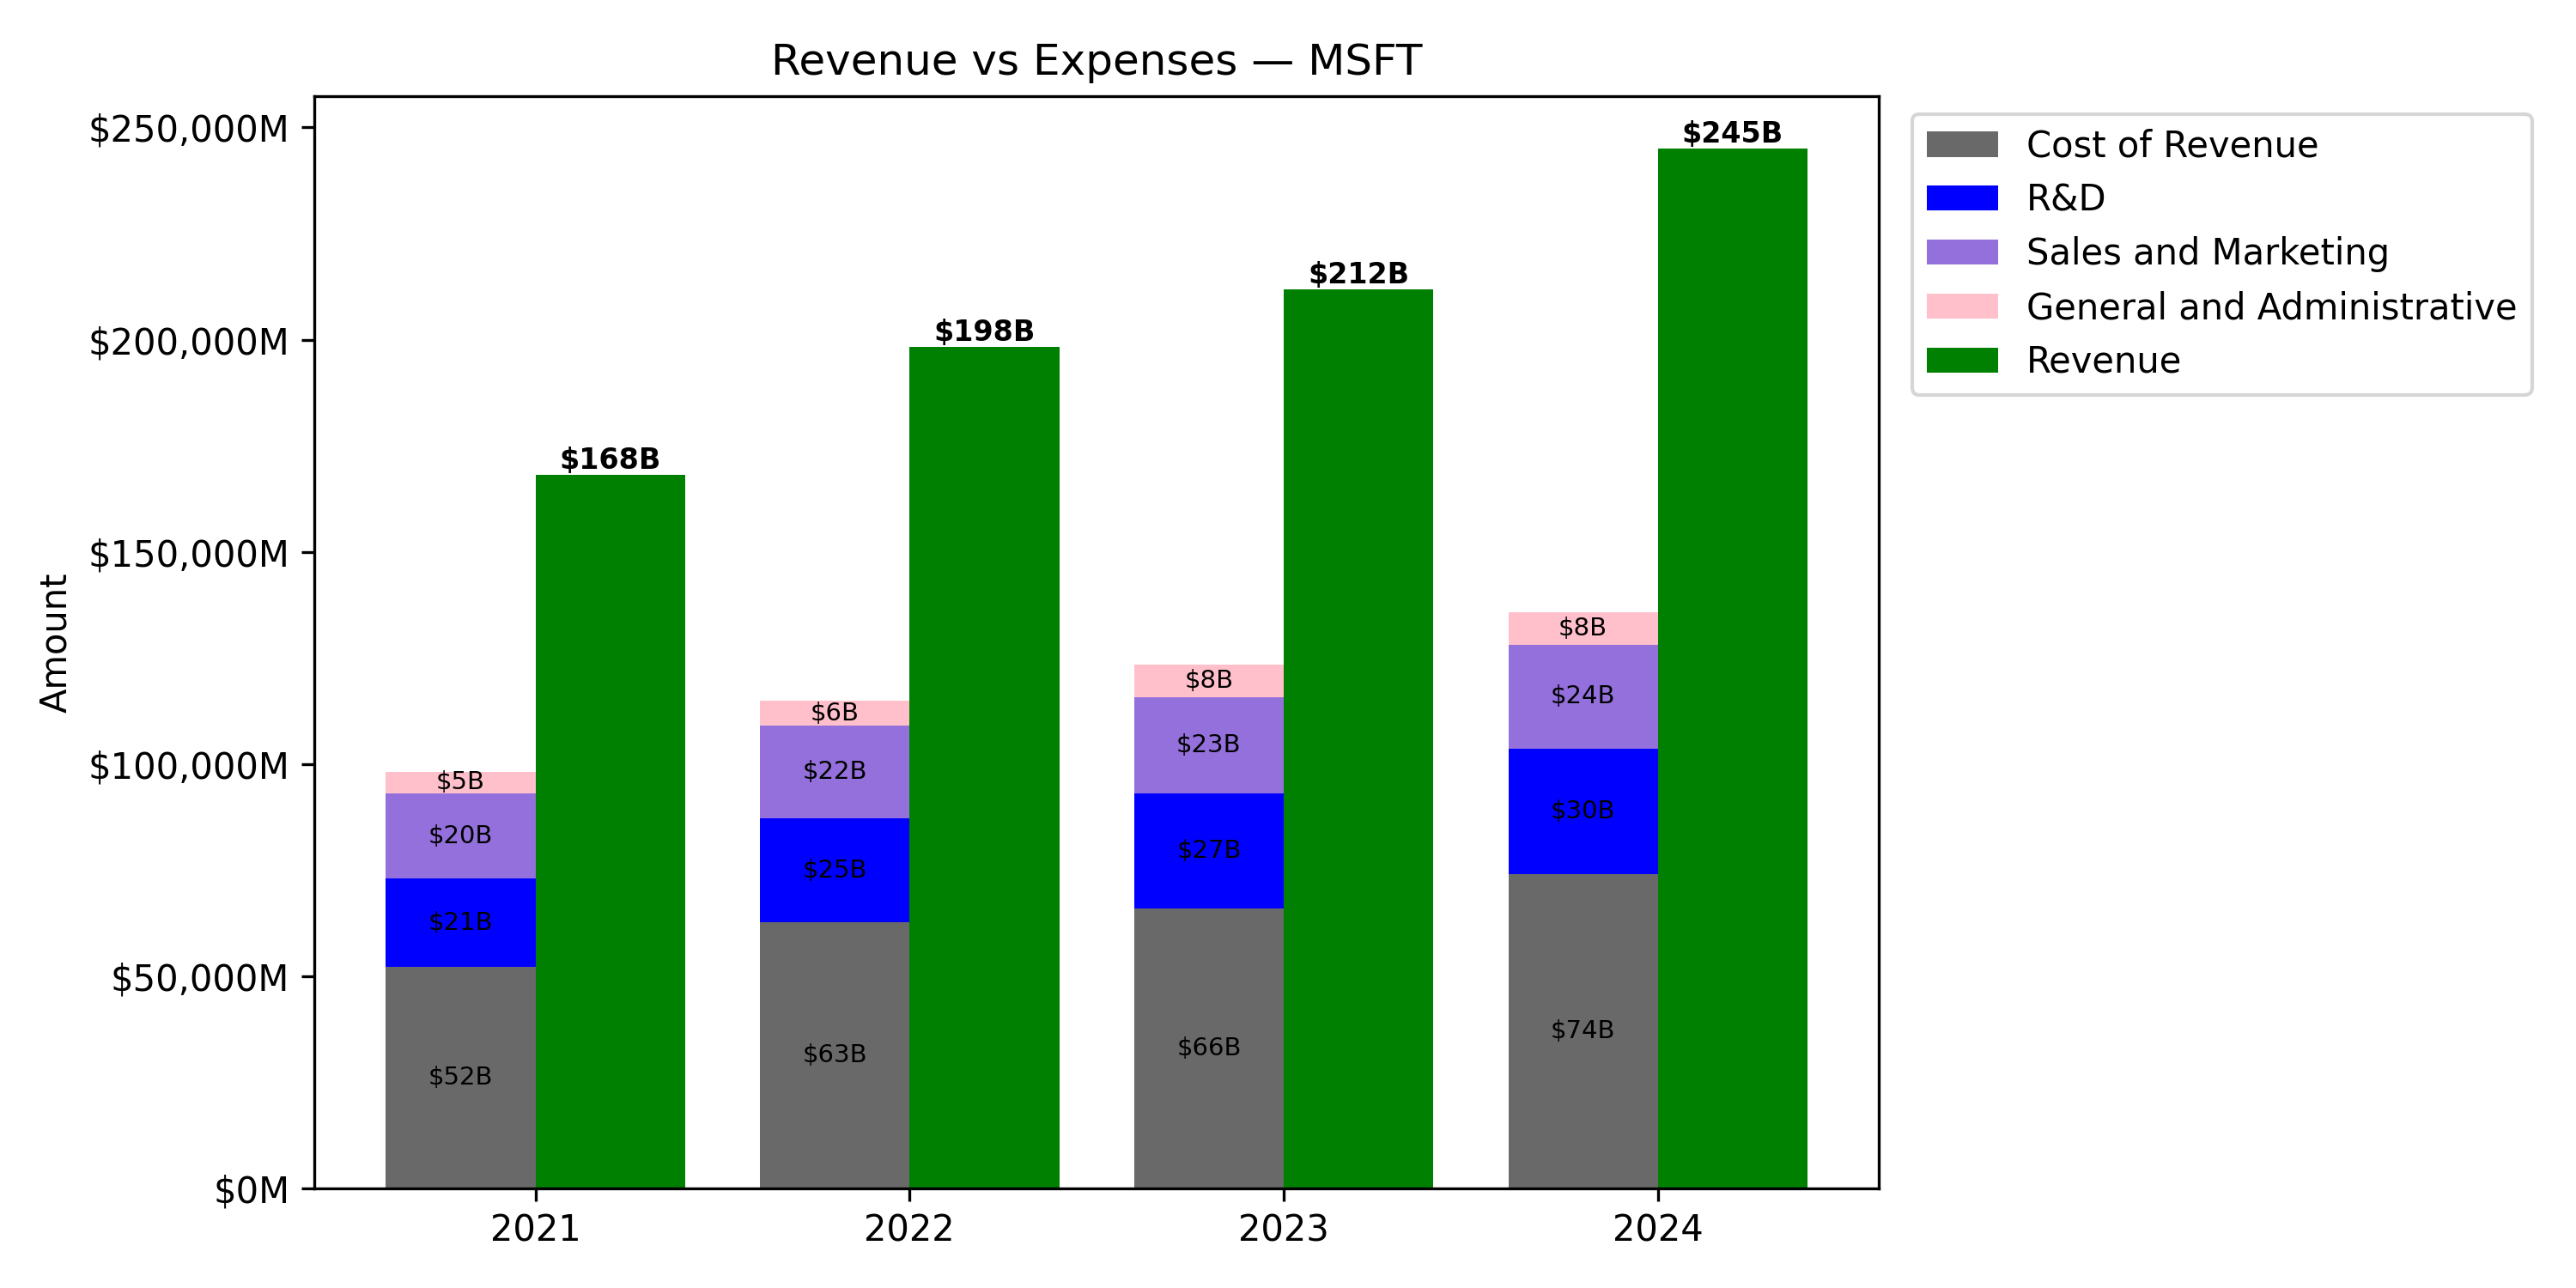 Revenue vs Expenses — MSFT
$250,000M
$200,000M
$150,000M
$100,000M
$50,000M
$0M
Amount
$168B
$5B
$20B
$21B
$52B
$198B
$6B
$22B
$25B
$63B
$212B
$8B
$23B
$27B
$66B
$245B
$8B
$24B
$30B
$74B
2021
2022
2023
2024
Cost of Revenue
R&D
Sales and Marketing
General and Administrative
Revenue